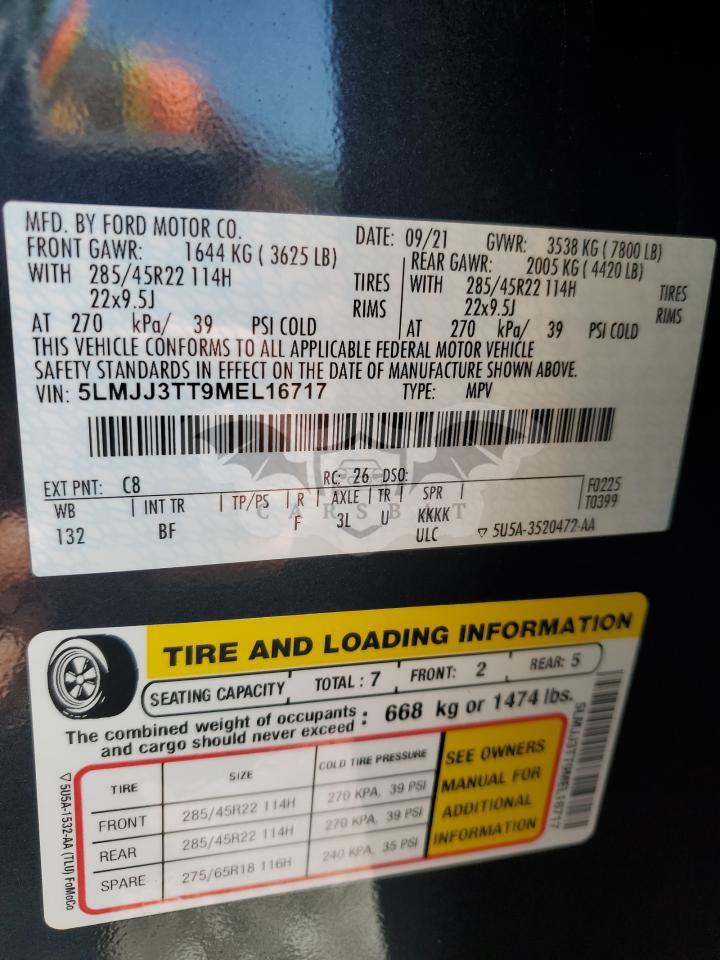 MFD. BY FORD MOTOR CO.
DATE: 09/21 GVWR: 3538 KG ( 7800 LB)
FRONT GAWR: 1644 KG ( 3625 LB)
REAR GAWR: 2005 KG ( 4420 LB)
WITH 285/45R22 114H TIRES
WITH 285/45R22 114H TIRES
22x9.5J RIMS
22x9.5J RIMS
AT 270 kPa/ 39 PSI COLD
AT 270 kPa/ 39 PSI COLD
THIS VEHICLE CONFORMS TO ALL APPLICABLE FEDERAL MOTOR VEHICLE
SAFETY STANDARDS IN EFFECT ON THE DATE OF MANUFACTURE SHOWN ABOVE.
VIN: 5LMJJ3TT9MEL16717 TYPE: MPV
EXT PNT: C8 RC: 26 DSO: F0225
WB INT TR TP/PS R AXLE TR SPR T0399
132 BF F 3L U KKKK
ULC 5U5A-3520472-AA
CARSBAT
TIRE AND LOADING INFORMATION
SEATING CAPACITY TOTAL : 7 FRONT: 2 REAR: 5
The combined weight of occupants and cargo should never exceed : 668 kg or 1474 lbs.
TIRE SIZE COLD TIRE PRESSURE
FRONT 285/45R22 114H 270 KPA, 39 PSI
REAR 285/45R22 114H 270 KPA, 39 PSI
SPARE 275/65R18 116H 240 KPA, 35 PSI
SEE OWNERS
MANUAL FOR
ADDITIONAL
INFORMATION
5U5A-1532-AA (TLU) FoMoCo
5LMJJ3TT9MEL16717